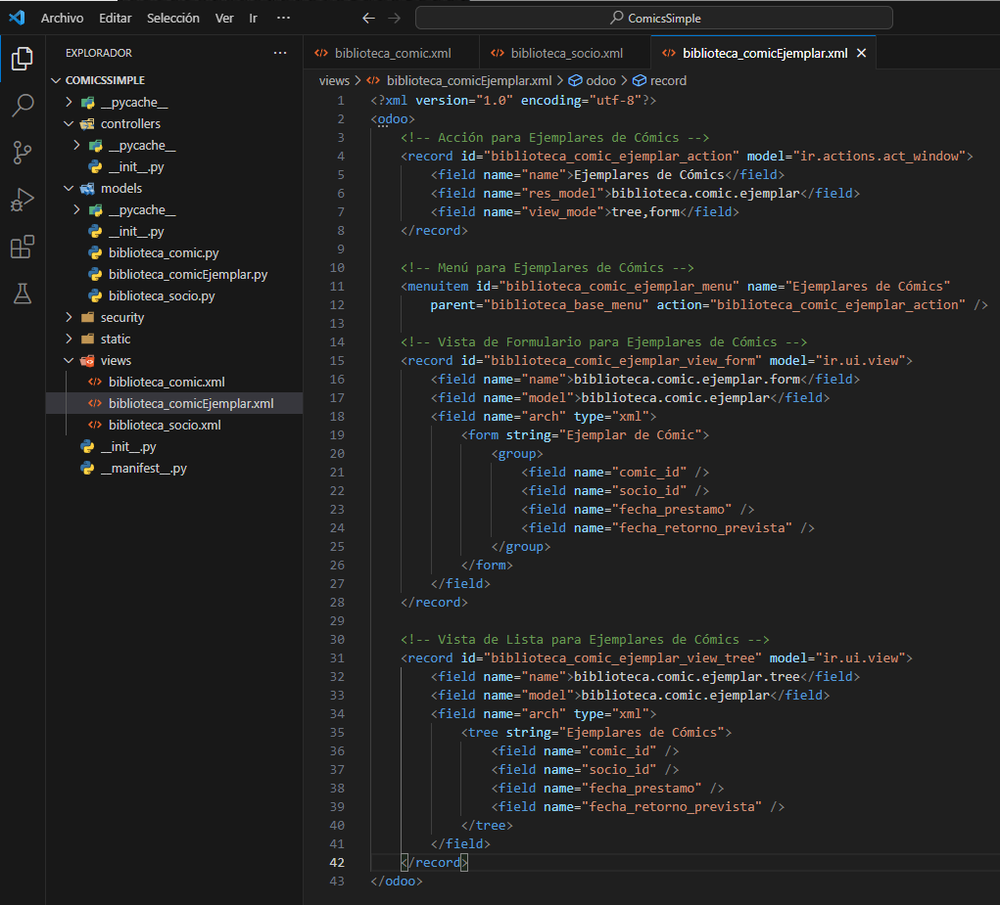 Archivo Editar Selección Ver Ir ··· ComicsSimple
EXPLORADOR ···
COMICSSIMPLE
__pycache__
controllers
__pycache__
__init__.py
models
__pycache__
__init__.py
biblioteca_comic.py
biblioteca_comicEjemplar.py
biblioteca_socio.py
security
static
views
biblioteca_comic.xml
biblioteca_comicEjemplar.xml
biblioteca_socio.xml
__init__.py
__manifest__.py
biblioteca_comic.xml biblioteca_socio.xml biblioteca_comicEjemplar.xml
views > biblioteca_comicEjemplar.xml > odoo > record
1 <?xml version="1.0" encoding="utf-8"?>
2 <odoo>
3     <!-- Acción para Ejemplares de Cómics -->
4     <record id="biblioteca_comic_ejemplar_action" model="ir.actions.act_window">
5         <field name="name">Ejemplares de Cómics</field>
6         <field name="res_model">biblioteca.comic.ejemplar</field>
7         <field name="view_mode">tree,form</field>
8     </record>
9
10     <!-- Menú para Ejemplares de Cómics -->
11     <menuitem id="biblioteca_comic_ejemplar_menu" name="Ejemplares de Cómics"
12         parent="biblioteca_base_menu" action="biblioteca_comic_ejemplar_action" />
13
14     <!-- Vista de Formulario para Ejemplares de Cómics -->
15     <record id="biblioteca_comic_ejemplar_view_form" model="ir.ui.view">
16         <field name="name">biblioteca.comic.ejemplar.form</field>
17         <field name="model">biblioteca.comic.ejemplar</field>
18         <field name="arch" type="xml">
19             <form string="Ejemplar de Cómic">
20                 <group>
21                     <field name="comic_id" />
22                     <field name="socio_id" />
23                     <field name="fecha_prestamo" />
24                     <field name="fecha_retorno_prevista" />
25                 </group>
26             </form>
27         </field>
28     </record>
29
30     <!-- Vista de Lista para Ejemplares de Cómics -->
31     <record id="biblioteca_comic_ejemplar_view_tree" model="ir.ui.view">
32         <field name="name">biblioteca.comic.ejemplar.tree</field>
33         <field name="model">biblioteca.comic.ejemplar</field>
34         <field name="arch" type="xml">
35             <tree string="Ejemplares de Cómics">
36                 <field name="comic_id" />
37                 <field name="socio_id" />
38                 <field name="fecha_prestamo" />
39                 <field name="fecha_retorno_prevista" />
40             </tree>
41         </field>
42     </record>
43 </odoo>